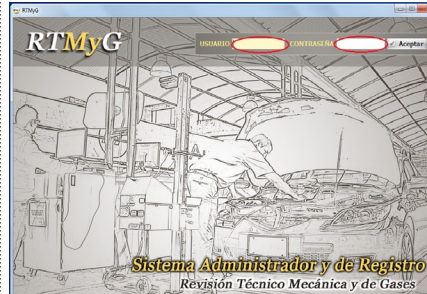 RTMyG
RTMyG
USUARIO CONTRASEÑA Aceptar
Sistema Administrador y de Registro
Revisión Técnico Mecánica y de Gases